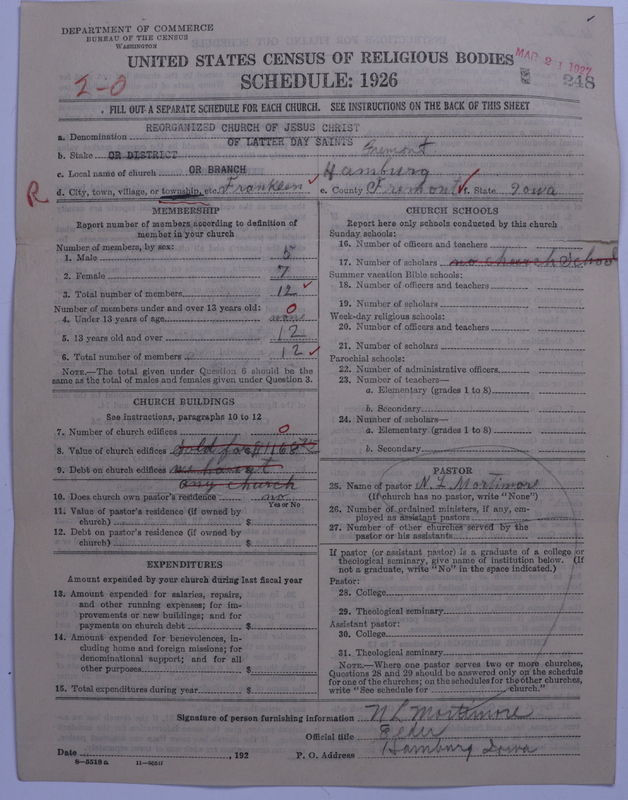 DEPARTMENT OF COMMERCE
BUREAU OF THE CENSUS
WASHINGTON
UNITED STATES CENSUS OF RELIGIOUS BODIES
MAR 21 1927
SCHEDULE: 1926
248
I-O
FILL OUT A SEPARATE SCHEDULE FOR EACH CHURCH. SEE INSTRUCTIONS ON THE BACK OF THIS SHEET
REORGANIZED CHURCH OF JESUS CHRIST
a. Denomination
OF LATTER DAY SAINTS
b. Stake OR DISTRICT Fremont
c. Local name of church OR BRANCH Hamburg
R d. City, town, village, or township, etc. Franklin e. County Fremont f. State Iowa
MEMBERSHIP
Report number of members according to definition of
member in your church
Number of members, by sex:
1. Male 5
2. Female 7
3. Total number of members 12
Number of members under and over 13 years old: 0
4. Under 13 years of age
5. 13 years old and over 12
6. Total number of members 12
NOTE.—The total given under Question 6 should be the
same as the total of males and females given under Question 3.
CHURCH BUILDINGS
See instructions, paragraphs 10 to 12
7. Number of church edifices 0
8. Value of church edifices sold for
9. Debt on church edifices we havent
any church
10. Does church own pastor's residence no
Yes or No
11. Value of pastor's residence (if owned by
church) $
12. Debt on pastor's residence (if owned by
church) $
EXPENDITURES
Amount expended by your church during last fiscal year
13. Amount expended for salaries, repairs,
and other running expenses; for im-
provements or new buildings; and for
payments on church debt $
14. Amount expended for benevolences, in-
cluding home and foreign missions; for
denominational support; and for all
other purposes $
15. Total expenditures during year $
CHURCH SCHOOLS
Report here only schools conducted by this church
Sunday schools:
16. Number of officers and teachers
17. Number of scholars no church School
Summer vacation Bible schools:
18. Number of officers and teachers
19. Number of scholars
Week-day religious schools:
20. Number of officers and teachers
21. Number of scholars
Parochial schools:
22. Number of administrative officers
23. Number of teachers—
a. Elementary (grades 1 to 8)
b. Secondary
24. Number of scholars—
a. Elementary (grades 1 to 8)
b. Secondary
PASTOR
25. Name of pastor N. L Mortimore
(If church has no pastor, write "None")
26. Number of ordained ministers, if any, em-
ployed as assistant pastors
27. Number of other churches served by the
pastor or his assistants
If pastor (or assistant pastor) is a graduate of a college or
theological seminary, give name of institution below. (If
not a graduate, write "No" in the space indicated.)
Pastor:
28. College
29. Theological seminary
Assistant pastor:
30. College
31. Theological seminary
NOTE.—Where one pastor serves two or more churches,
Questions 28 and 29 should be answered only on the schedule
for one of the churches; on the schedules for the other churches,
write "See schedule for church."
Signature of person furnishing information N L Mortimore
Official title Elder
Date , 192 P. O. Address Hamburg Iowa
8-5518a